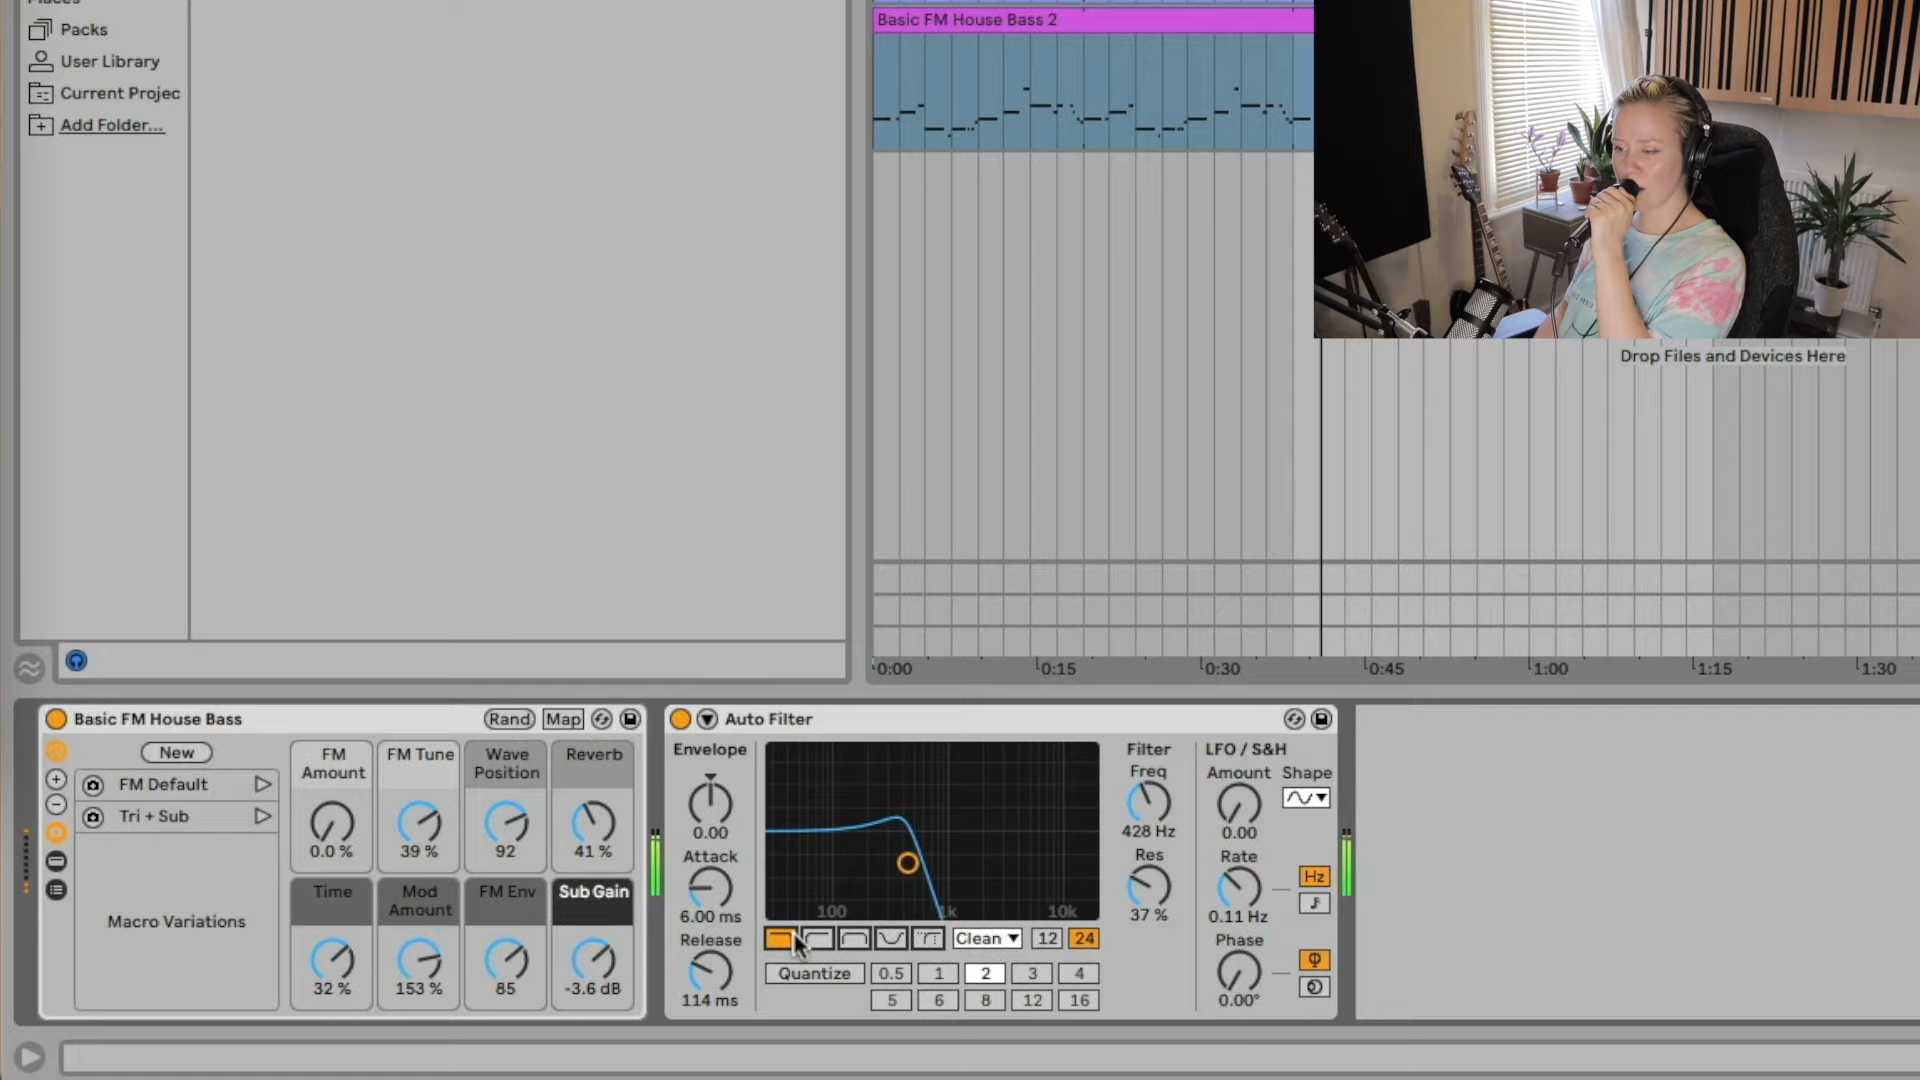 Places
Packs
User Library
Current Projec
Add Folder...
Basic FM House Bass 2
Drop Files and Devices Here
0:00 0:15 0:30 0:45 1:00 1:15 1:30
Basic FM House Bass
Rand Map
New
FM Default
Tri + Sub
Macro Variations
FM Amount
0.0 %
FM Tune
39 %
Wave Position
92
Reverb
41 %
Time
32 %
Mod Amount
153 %
FM Env
85
Sub Gain
-3.6 dB
Auto Filter
Envelope
0.00
Attack
6.00 ms
Release
114 ms
100 1k 10k
Clean 12 24
Quantize 0.5 1 2 3 4
5 6 8 12 16
Filter
Freq
428 Hz
Res
37 %
LFO / S&H
Amount
0.00
Shape
Rate
0.11 Hz
Hz
Phase
0.00°